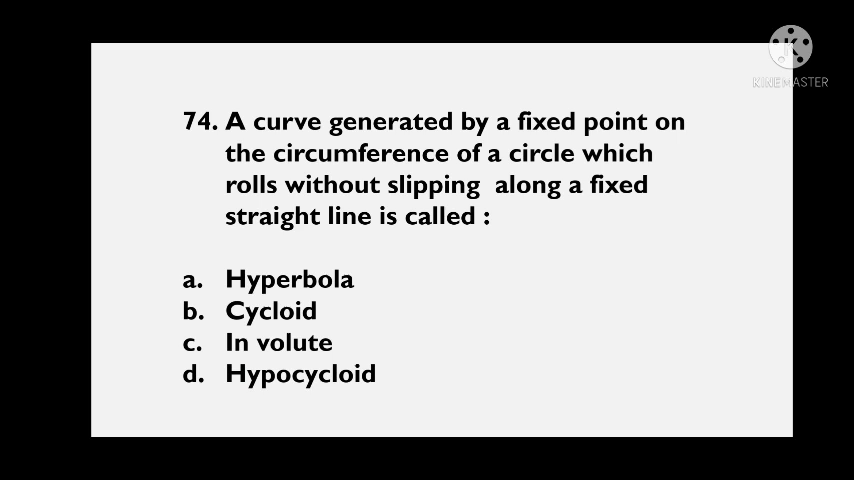 KINEMASTER
74. A curve generated by a fixed point on
the circumference of a circle which
rolls without slipping along a fixed
straight line is called :
a. Hyperbola
b. Cycloid
c. In volute
d. Hypocycloid